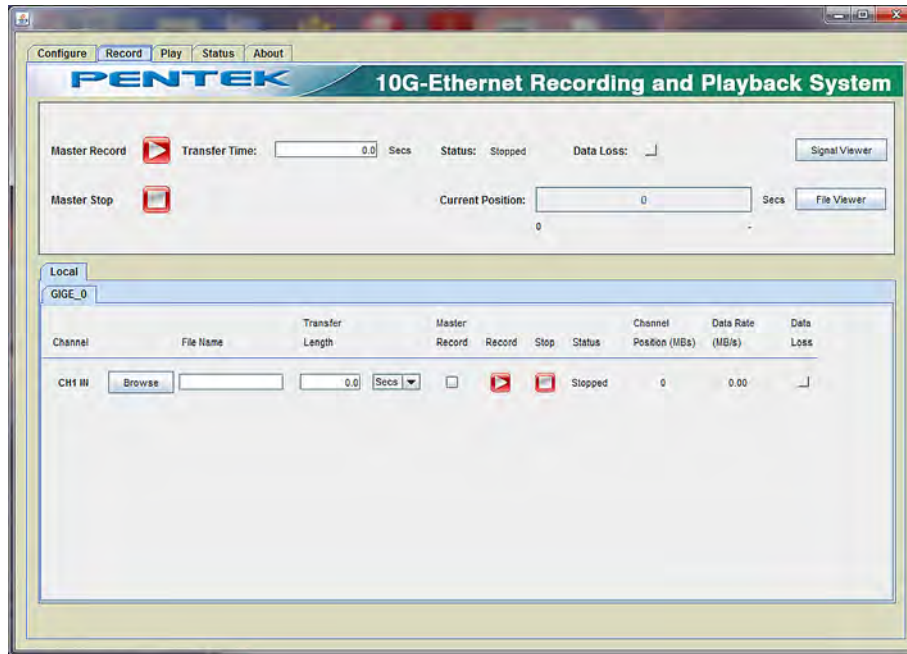 Configure Record Play Status About
PENTEK 10G-Ethernet Recording and Playback System
Master Record Transfer Time: 0.0 Secs Status: Stopped Data Loss: Signal Viewer
Master Stop Current Position: 0 Secs File Viewer
0 -
Local
GIGE_0
Transfer Master Channel Data Rate Data
Channel File Name Length Record Record Stop Status Position (MBs) (MB/s) Loss
CH1 IN Browse 0.0 Secs Stopped 0 0.00